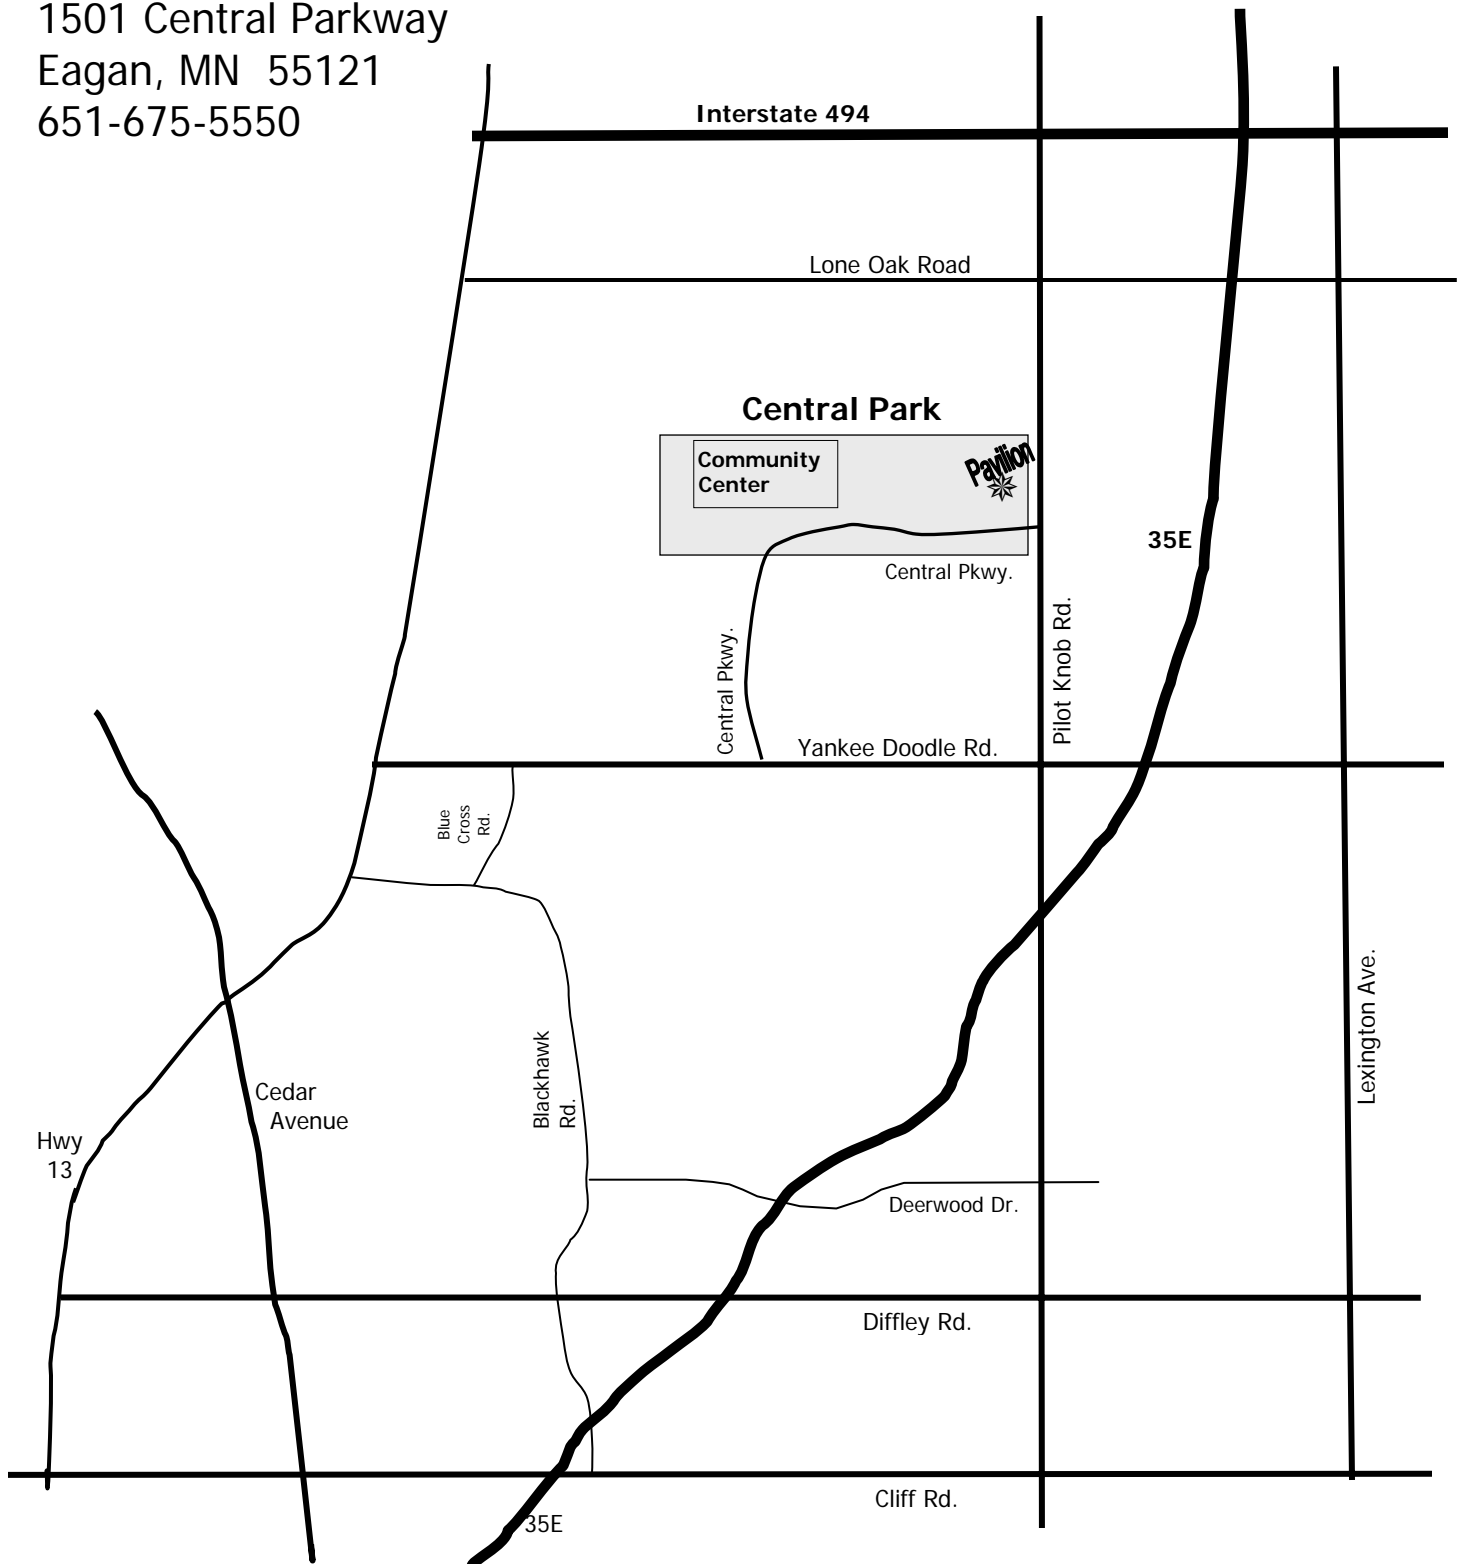 1501 Central Parkway
Eagan, MN  55121
651-675-5550
Interstate 494
Lone Oak Road
Central Park
Community
Center
Pavilion
35E
Central Pkwy.
Central Pkwy.
Pilot Knob Rd.
Yankee Doodle Rd.
Blue
Cross
Rd.
Lexington Ave.
Blackhawk
Rd.
Cedar
Avenue
Hwy
13
Deerwood Dr.
Diffley Rd.
Cliff Rd.
35E